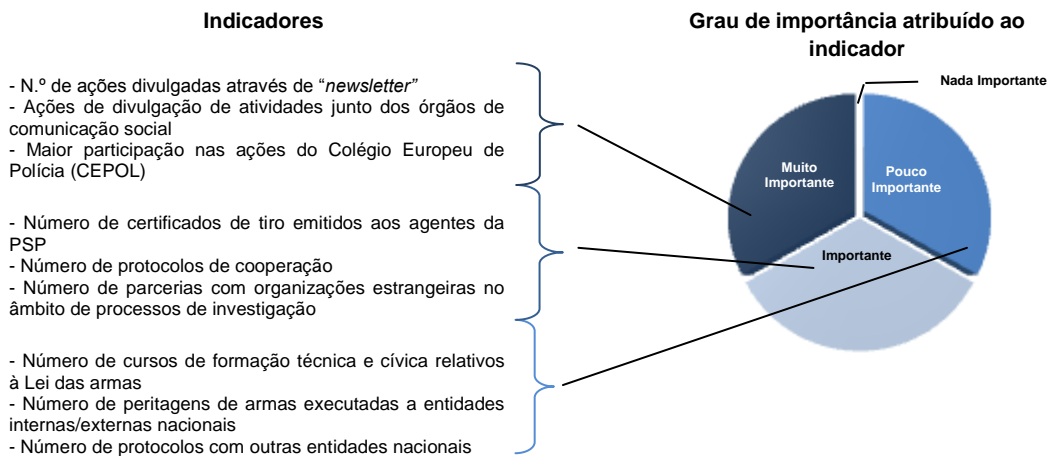 Indicadores
- N.º de ações divulgadas através de “newsletter”
- Ações de divulgação de atividades junto dos órgãos de
comunicação social
- Maior participação nas ações do Colégio Europeu de
Polícia (CEPOL)
- Número de certificados de tiro emitidos aos agentes da
PSP
- Número de protocolos de cooperação
- Número de parcerias com organizações estrangeiras no
âmbito de processos de investigação
- Número de cursos de formação técnica e cívica relativos
à Lei das armas
- Número de peritagens de armas executadas a entidades
internas/externas nacionais
- Número de protocolos com outras entidades nacionais
Grau de importância atribuído ao
indicador
Nada Importante
Muito
Importante
Pouco
Importante
Importante